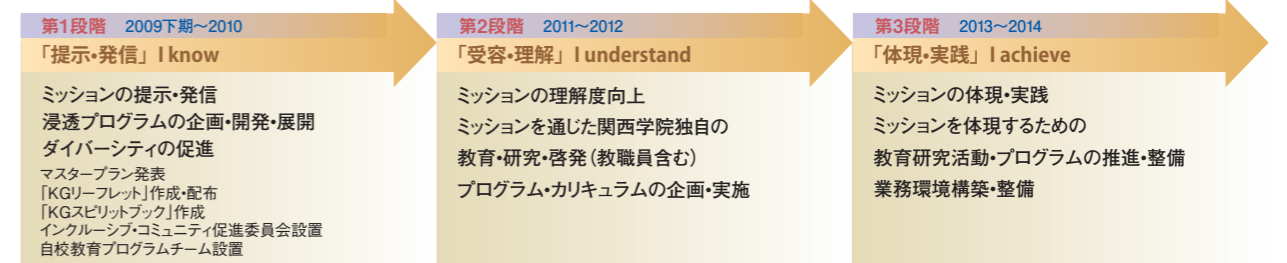 第1段階 2009下期〜2010
「提示・発信」 I know
ミッションの提示・発信
浸透プログラムの企画・開発・展開
ダイバーシティの促進
マスタープラン発表
「KGリーフレット」作成・配布
「KGスピリットブック」作成
インクルーシブ・コミュニティ促進委員会設置
自校教育プログラムチーム設置
第2段階 2011〜2012
「受容・理解」 I understand
ミッションの理解度向上
ミッションを通じた関西学院独自の
教育・研究・啓発(教職員含む)
プログラム・カリキュラムの企画・実施
第3段階 2013〜2014
「体現・実践」 I achieve
ミッションの体現・実践
ミッションを体現するための
教育研究活動・プログラムの推進・整備
業務環境構築・整備